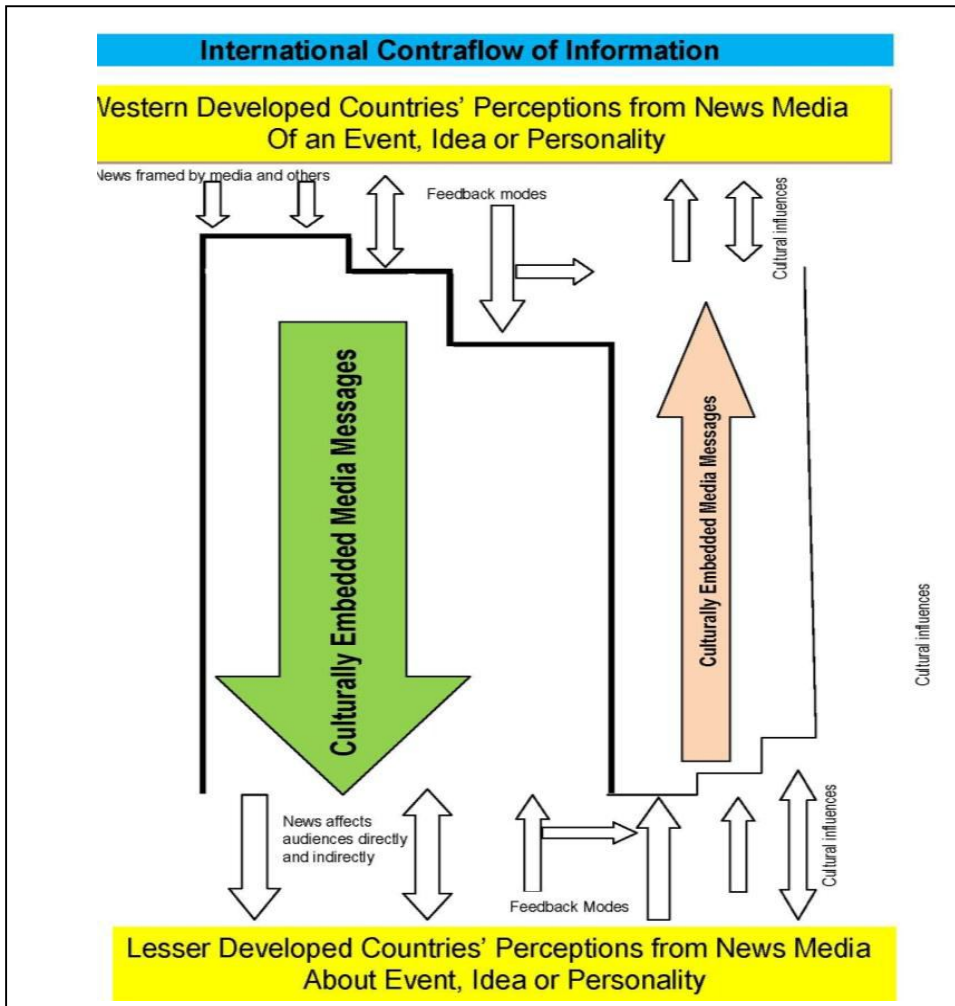 International Contraflow of Information
Western Developed Countries' Perceptions from News Media
Of an Event, Idea or Personality
News framed by media and others
Feedback modes
Cultural influences
Culturally Embedded Media Messages
Culturally Embedded Media Messages
Cultural influences
News affects
audiences directly
and indirectly
Feedback Modes
Cultural influences
Lesser Developed Countries' Perceptions from News Media
About Event, Idea or Personality